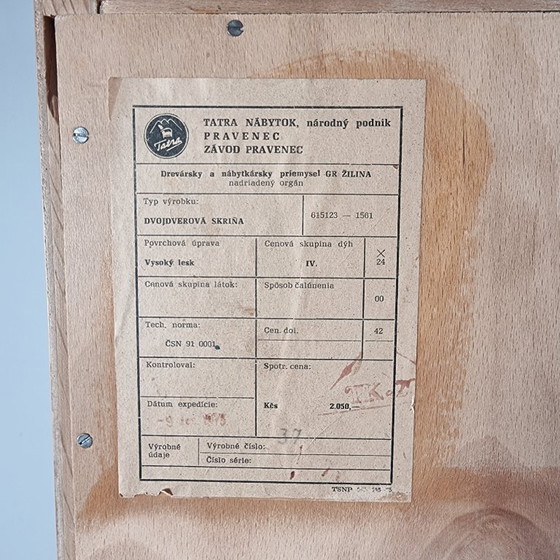 Tatra
TATRA NÁBYTOK, národný podnik
PRAVENEC
ZÁVOD PRAVENEC
Drevársky a nábytkársky priemysel GR ŽILINA
nadriadený orgán
Typ výrobku:
DVOJDVEROVÁ SKRIŇA
615123 — 1561
Povrchová úprava
Vysoký lesk
Cenová skupina dýh
IV.
24
Cenová skupina látok:
Spôsob čalúnenia
00
Tech. norma:
ČSN 91 0001
Cen. dol.
42
Kontroloval:
Spotr. cena:
Kčs 2.050,—
Dátum expedície:
Výrobné údaje
Výrobné číslo: 37
Číslo série:
TSNP